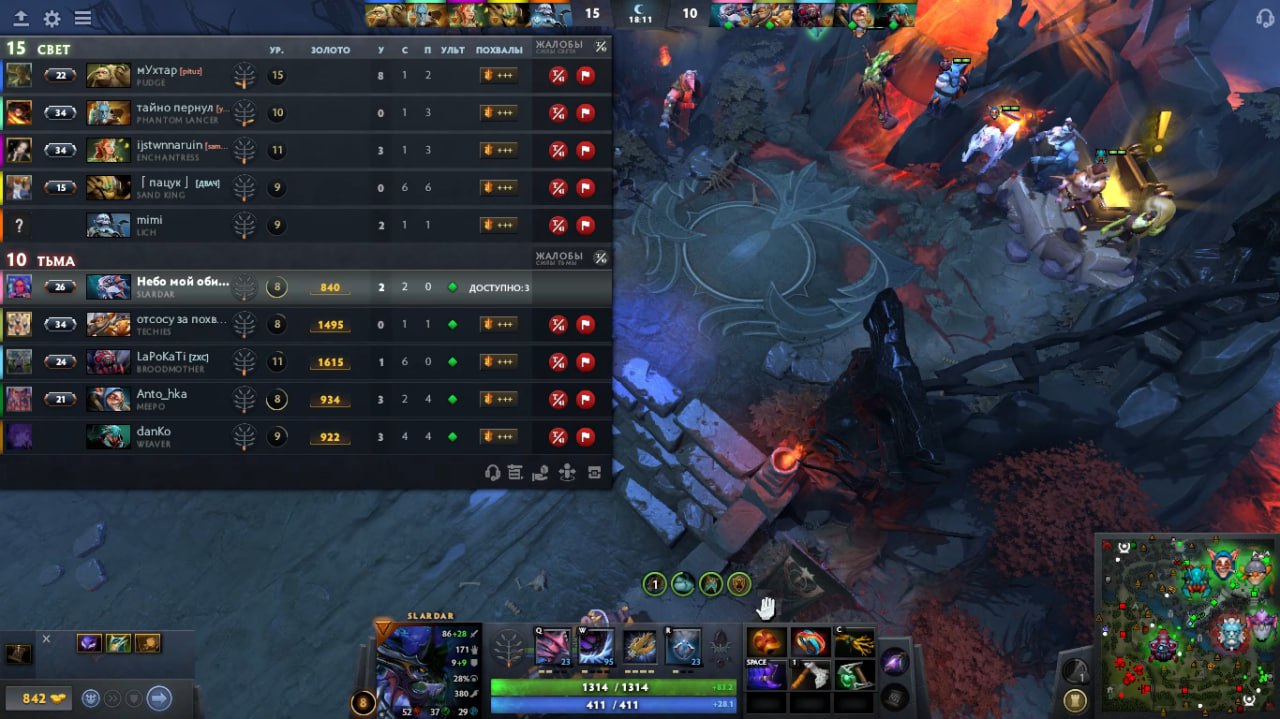 15 18:11 10
15 СВЕТ УР. ЗОЛОТО У С П УЛЬТ ПОХВАЛЫ ЖАЛОБЫ
22 мУхтар [pituz] 15 8 1 2 +++
PUDGE
34 тайно пернул [y... 10 0 1 3 +++
PHANTOM LANCER
34 ijstwnnaruin [sam... 11 3 1 3 +++
ENCHANTRESS
15 「 пацук 」 [ДВАЧ] 9 0 6 6 +++
SAND KING
? mimi 9 2 1 1 +++
LICH
10 ТЬМА ЖАЛОБЫ
СИЛЫ ТЬМЫ
26 Небо мой оби... 8 840 2 2 0 ДОСТУПНО: 3
SLARDAR
34 отсосу за похв... 8 1495 0 1 1 +++
TECHIES
24 LaPoKaTi [zxc] 11 1615 1 6 0 +++
BROODMOTHER
21 Anto_hka 8 934 3 2 4 +++
MEEPO
danKo 9 922 3 4 4 +++
WEAVER
1
SLARDAR
86+28
171
9+9
28%
380
8 52 37 29
Q W R C
23 95 23
SPACE 1
1314 / 1314 +83.2
411 / 411 +28.1
842
1